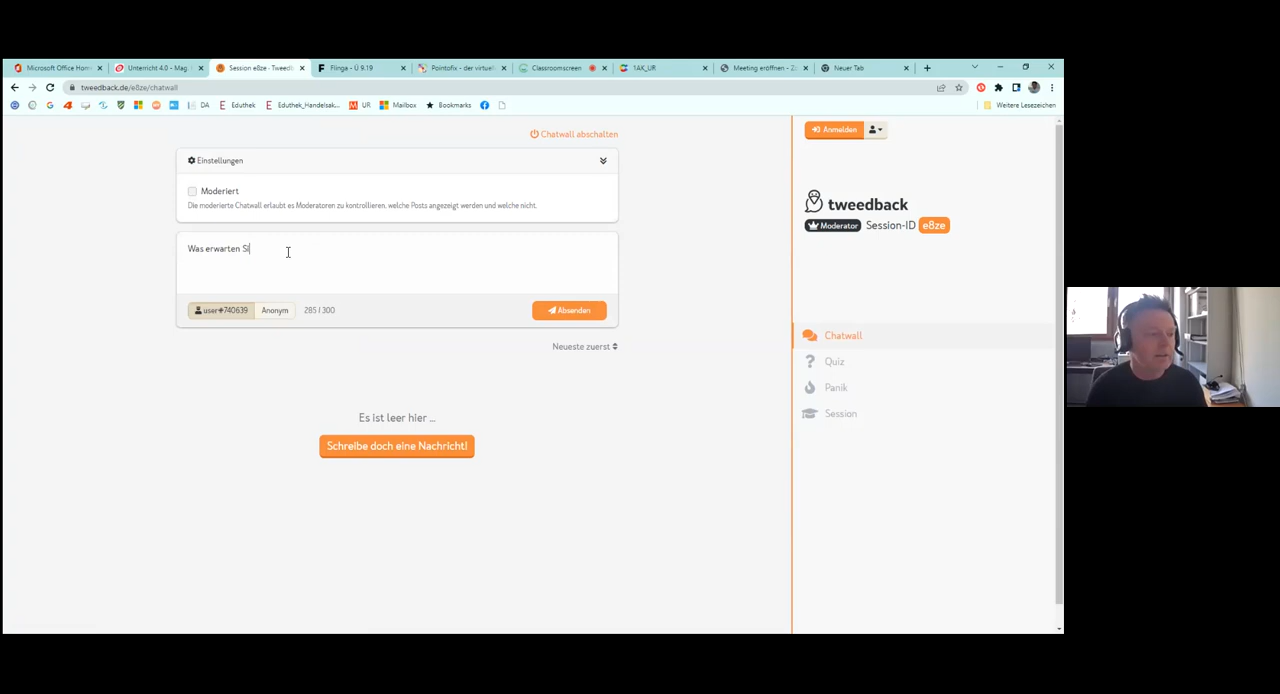 Microsoft Office Hom
Unterricht 4.0 – Mag.
Session e8ze · Tweedb
Flinga - Ü 9.19
Pointofix - der virtuel
Classroomscreen
1AK_UR
Meeting eröffnen - Zo
Neuer Tab
tweedback.de/e8ze/chatwall
DA
Eduthek
Eduthek_Handelsak...
UR
Mailbox
Bookmarks
Weitere Lesezeichen
Chatwall abschalten
Einstellungen
Moderiert
Die moderierte Chatwall erlaubt es Moderatoren zu kontrollieren, welche Posts angezeigt werden und welche nicht.
Was erwarten Si
user#740639 Anonym 285 / 300 Absenden
Neueste zuerst
Es ist leer hier ...
Schreibe doch eine Nachricht!
Anmelden
tweedback
Moderator Session-ID e8ze
Chatwall
Quiz
Panik
Session